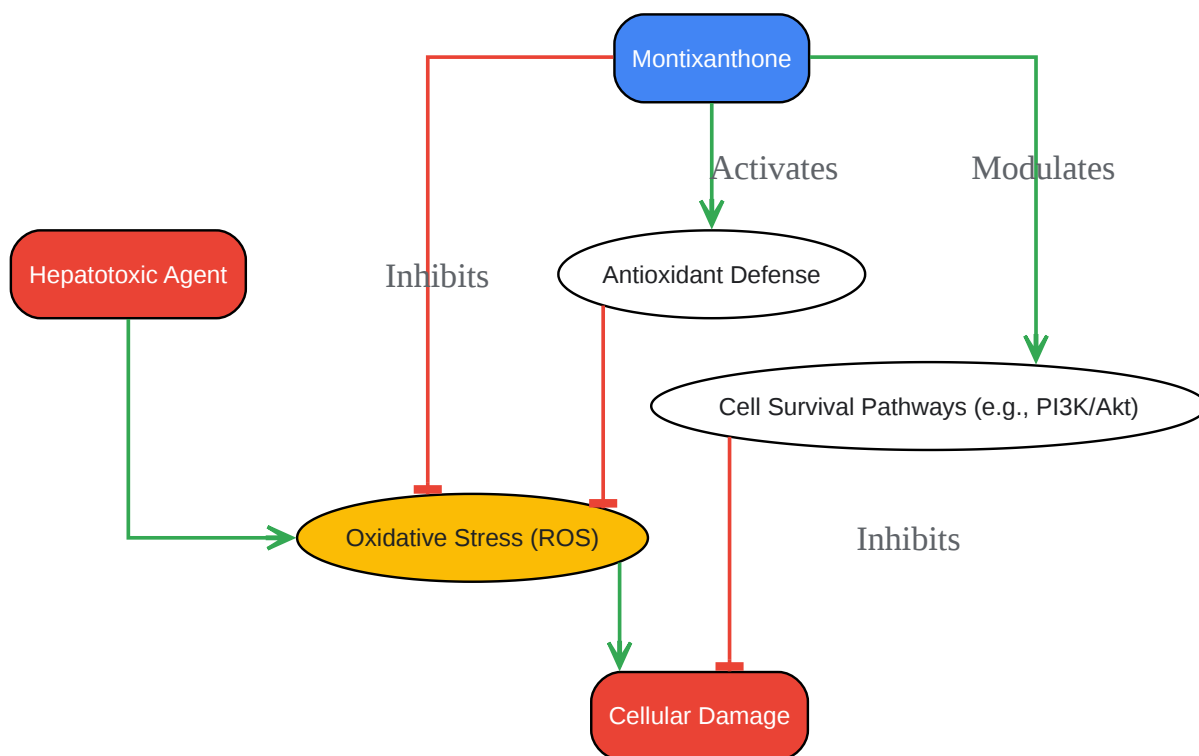 Montixanthone
Activates
Modulates
Hepatotoxic Agent
Inhibits
Antioxidant Defense
Cell Survival Pathways (e.g., PI3K/Akt)
Oxidative Stress (ROS)
Inhibits
Cellular Damage